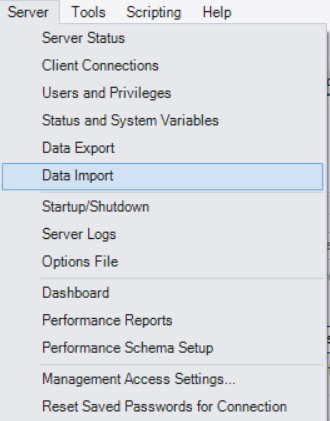 Server Tools Scripting Help
Server Status
Client Connections
Users and Privileges
Status and System Variables
Data Export
Data Import
Startup/Shutdown
Server Logs
Options File
Dashboard
Performance Reports
Performance Schema Setup
Management Access Settings...
Reset Saved Passwords for Connection